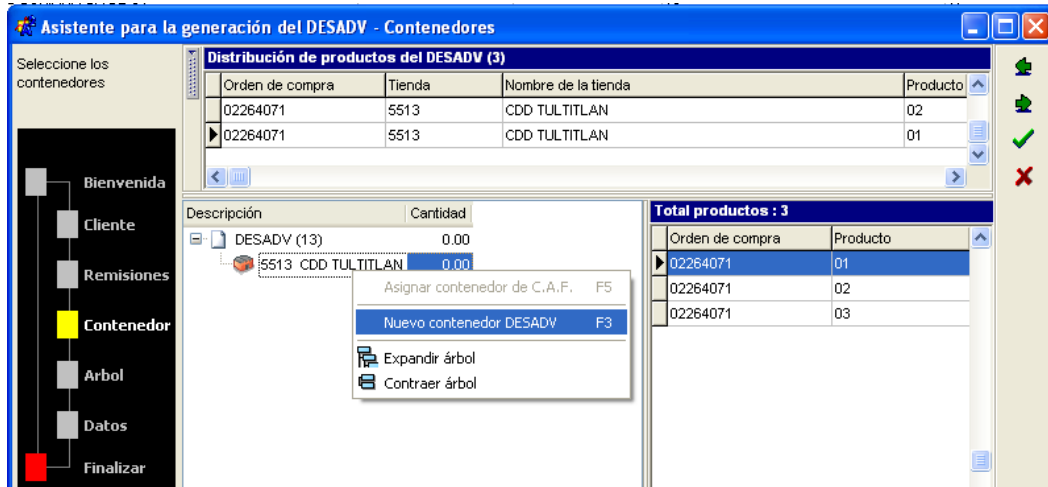 Asistente para la generación del DESADV - Contenedores
Seleccione los
contenedores
Distribución de productos del DESADV (3)
Orden de compra Tienda Nombre de la tienda Producto
02264071 5513 CDD TULTITLAN 02
02264071 5513 CDD TULTITLAN 01
Bienvenida
Cliente
Remisiones
Contenedor
Arbol
Datos
Finalizar
Descripción Cantidad
DESADV (13) 0.00
5513 CDD TULTITLAN 0.00
Asignar contenedor de C.A.F. F5
Nuevo contenedor DESADV F3
Expandir árbol
Contraer árbol
Total productos : 3
Orden de compra Producto
02264071 01
02264071 02
02264071 03